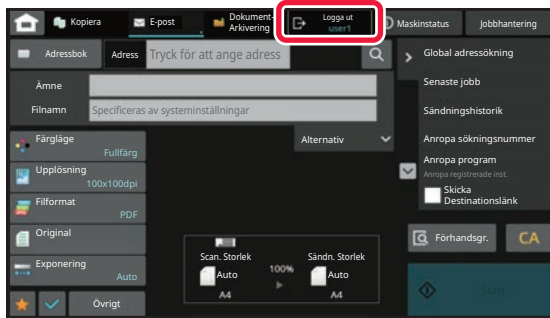 Kopiera
E-post
Dokument-
Arkivering
Logga ut
user1
Maskinstatus
Jobbhantering
Adressbok
Adress
Tryck för att ange adress
Global adressökning
Ämne
Senaste jobb
Filnamn
Specificeras av systeminställningar
Sändningshistorik
Färgläge
Fullfärg
Alternativ
Anropa sökningsnummer
Upplösning
100x100dpi
Anropa program
Anropa registrerade inst.
Filformat
PDF
Skicka
Destinationslänk
Original
Förhandsgr.
CA
Scan. Storlek
Sändn. Storlek
Exponering
Auto
Auto
100%
Auto
A4
A4
Start
Övrigt